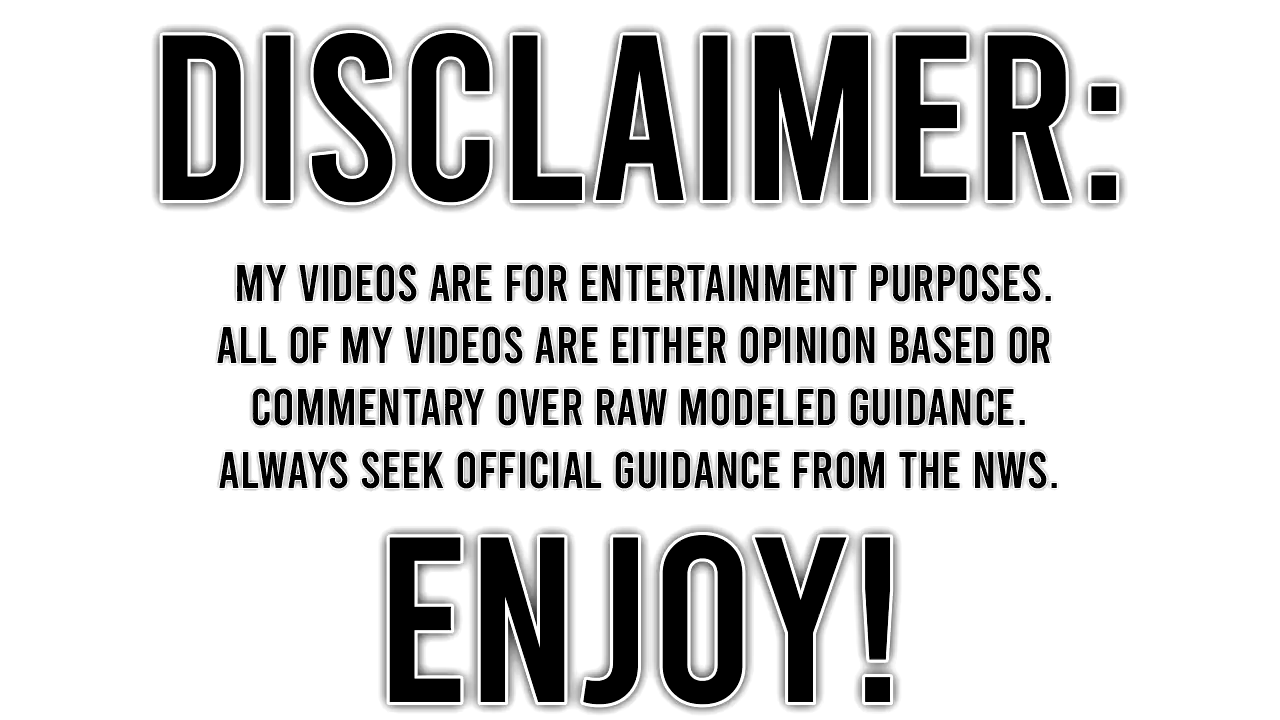 DISCLAIMER:
MY VIDEOS ARE FOR ENTERTAINMENT PURPOSES.
ALL OF MY VIDEOS ARE EITHER OPINION BASED OR
COMMENTARY OVER RAW MODELED GUIDANCE.
ALWAYS SEEK OFFICIAL GUIDANCE FROM THE NWS.
ENJOY!